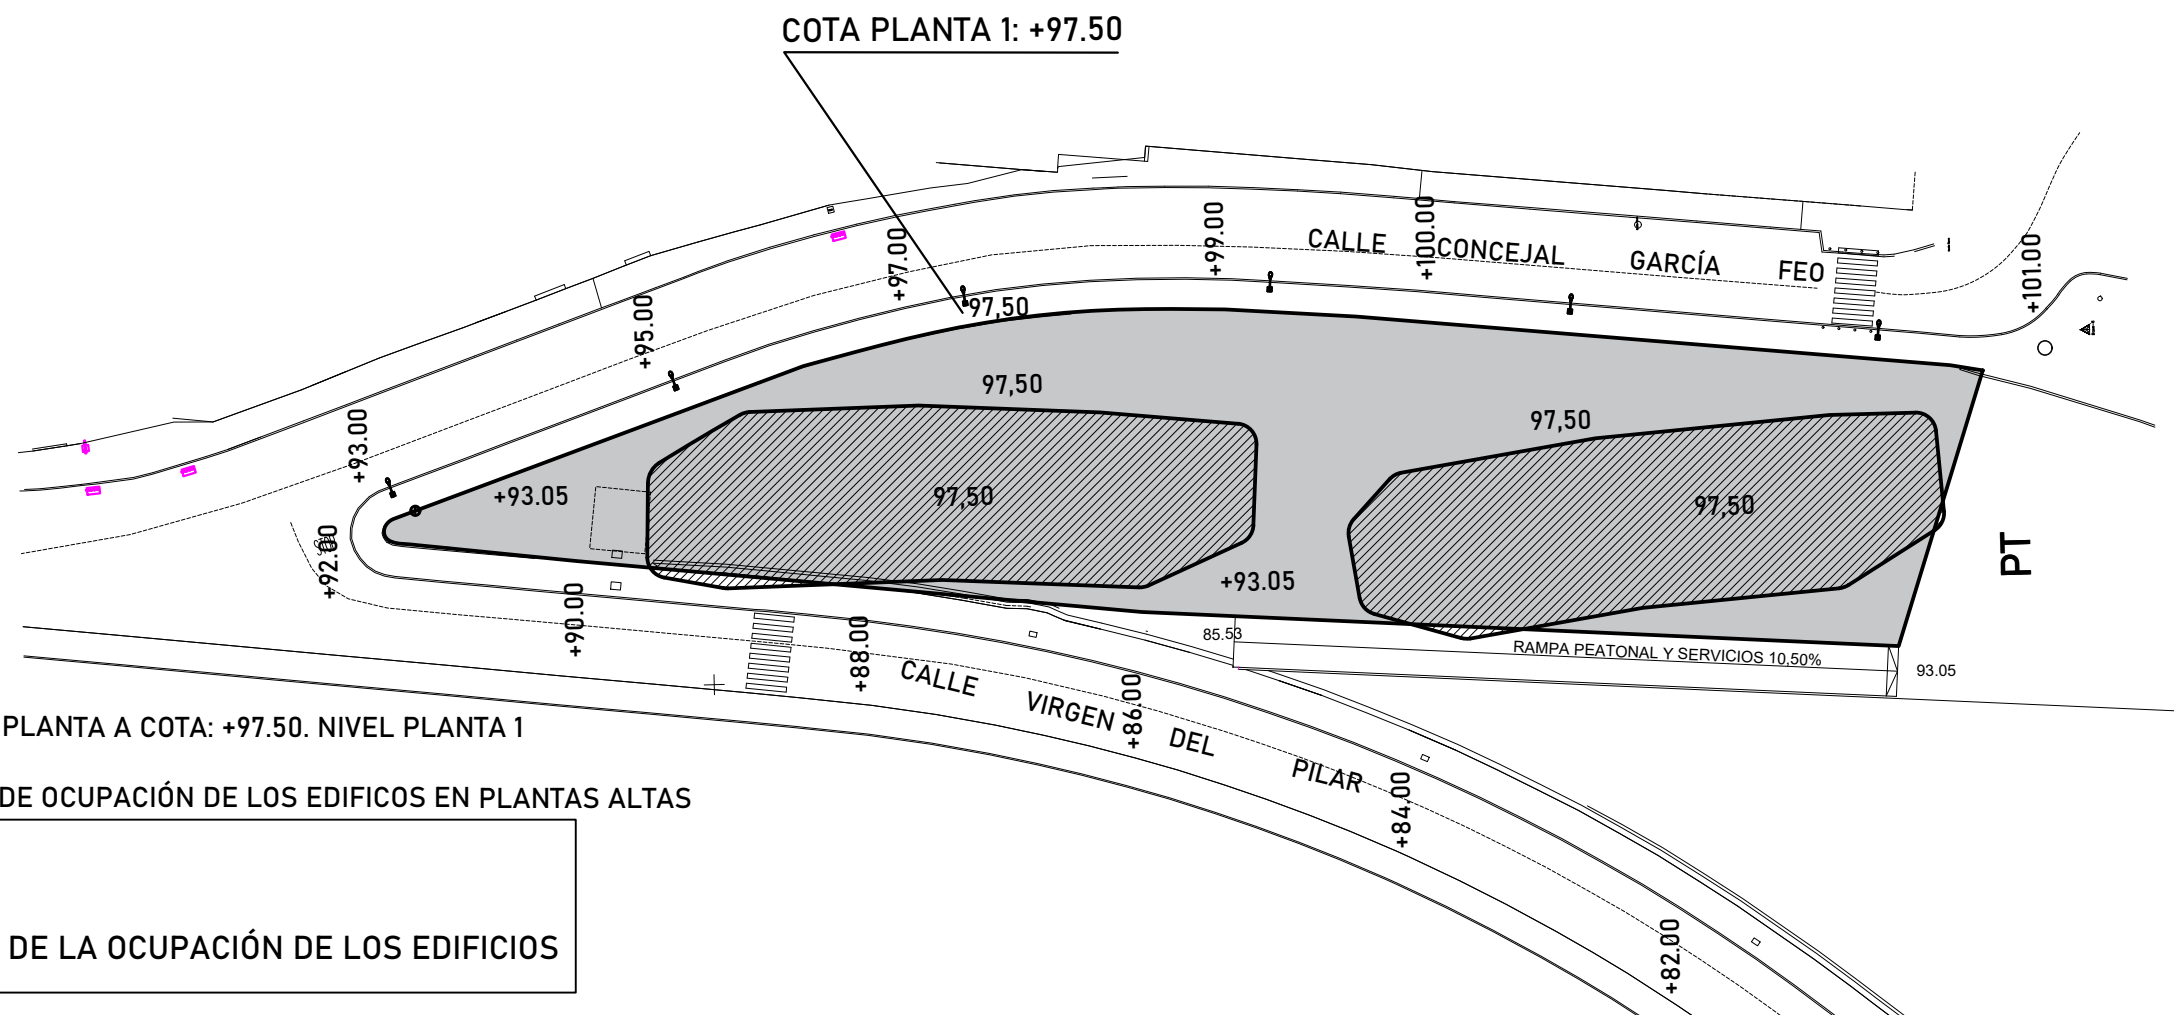 COTA PLANTA 1: +97.50
+97.00
+99.00
+100.00
CALLE CONCEJAL GARCÍA FEO
+101.00
+95.00
97,50
97,50
97,50
+93.00
+93.05
97,50
97,50
+92.00
PT
+93.05
+90.00
85.53
RAMPA PEATONAL Y SERVICIOS 10,50%
93.05
+88.00
CALLE VIRGEN DEL PILAR
+86.00
+84.00
+82.00
PLANTA A COTA: +97.50. NIVEL PLANTA 1
DE OCUPACIÓN DE LOS EDIFICOS EN PLANTAS ALTAS
DE LA OCUPACIÓN DE LOS EDIFICIOS